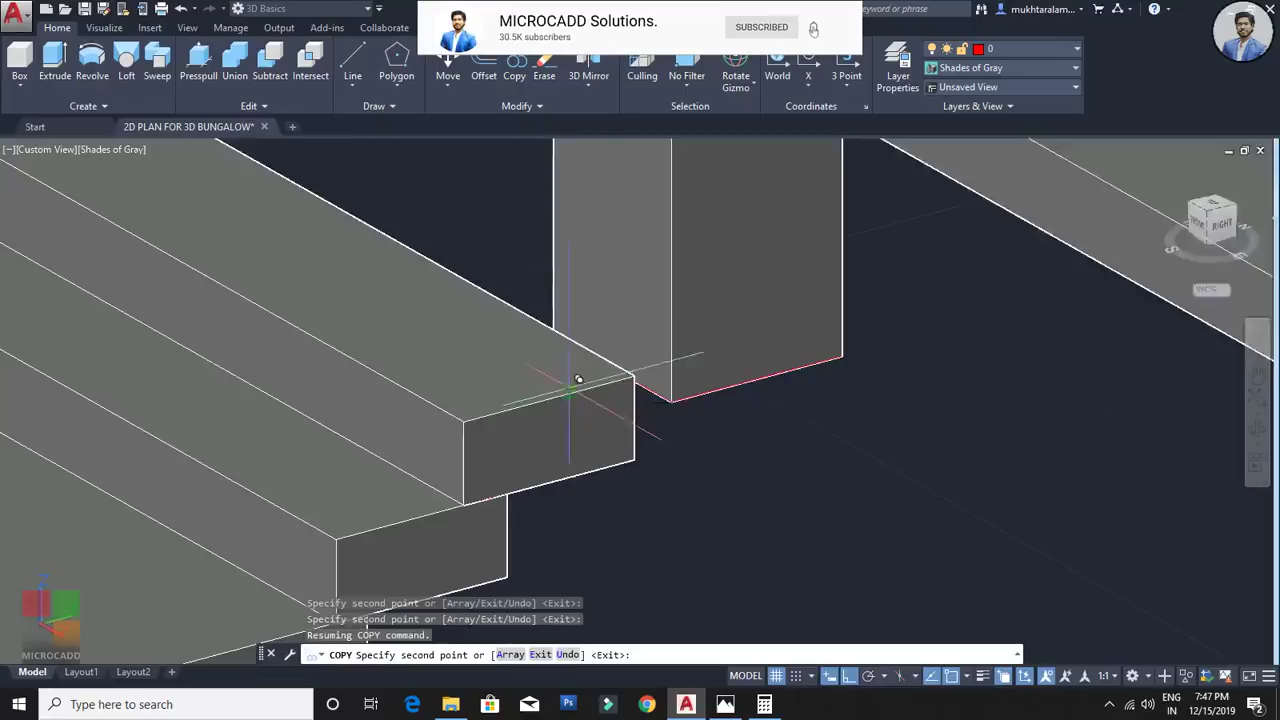 3D Basics
MICROCADD Solutions.
30.5K subscribers
SUBSCRIBED
mukhtaralam...
Home Solid Visualize Insert View Manage Output Add-ins Collaborate
Box Extrude Revolve Loft Sweep
Presspull Union Subtract Intersect
Line Polygon
Move Offset Copy Erase 3D Mirror
Culling No Filter Rotate Gizmo
World X 3 Point
Layer Properties
0
Shades of Gray
Unsaved View
Create Edit Draw Modify Selection Coordinates Layers & View
Start 2D PLAN FOR 3D BUNGALOW*
[−][Custom View][Shades of Gray]
RIGHT
S
WCS
Specify second point or [Array/Exit/Undo] <Exit>:
Specify second point or [Array/Exit/Undo] <Exit>:
Resuming COPY command.
COPY Specify second point or [Array Exit Undo] <Exit>:
MICROCADD
Model Layout1 Layout2 +
MODEL
1:1
Type here to search
ENG
IN
7:47 PM
12/15/2019
2